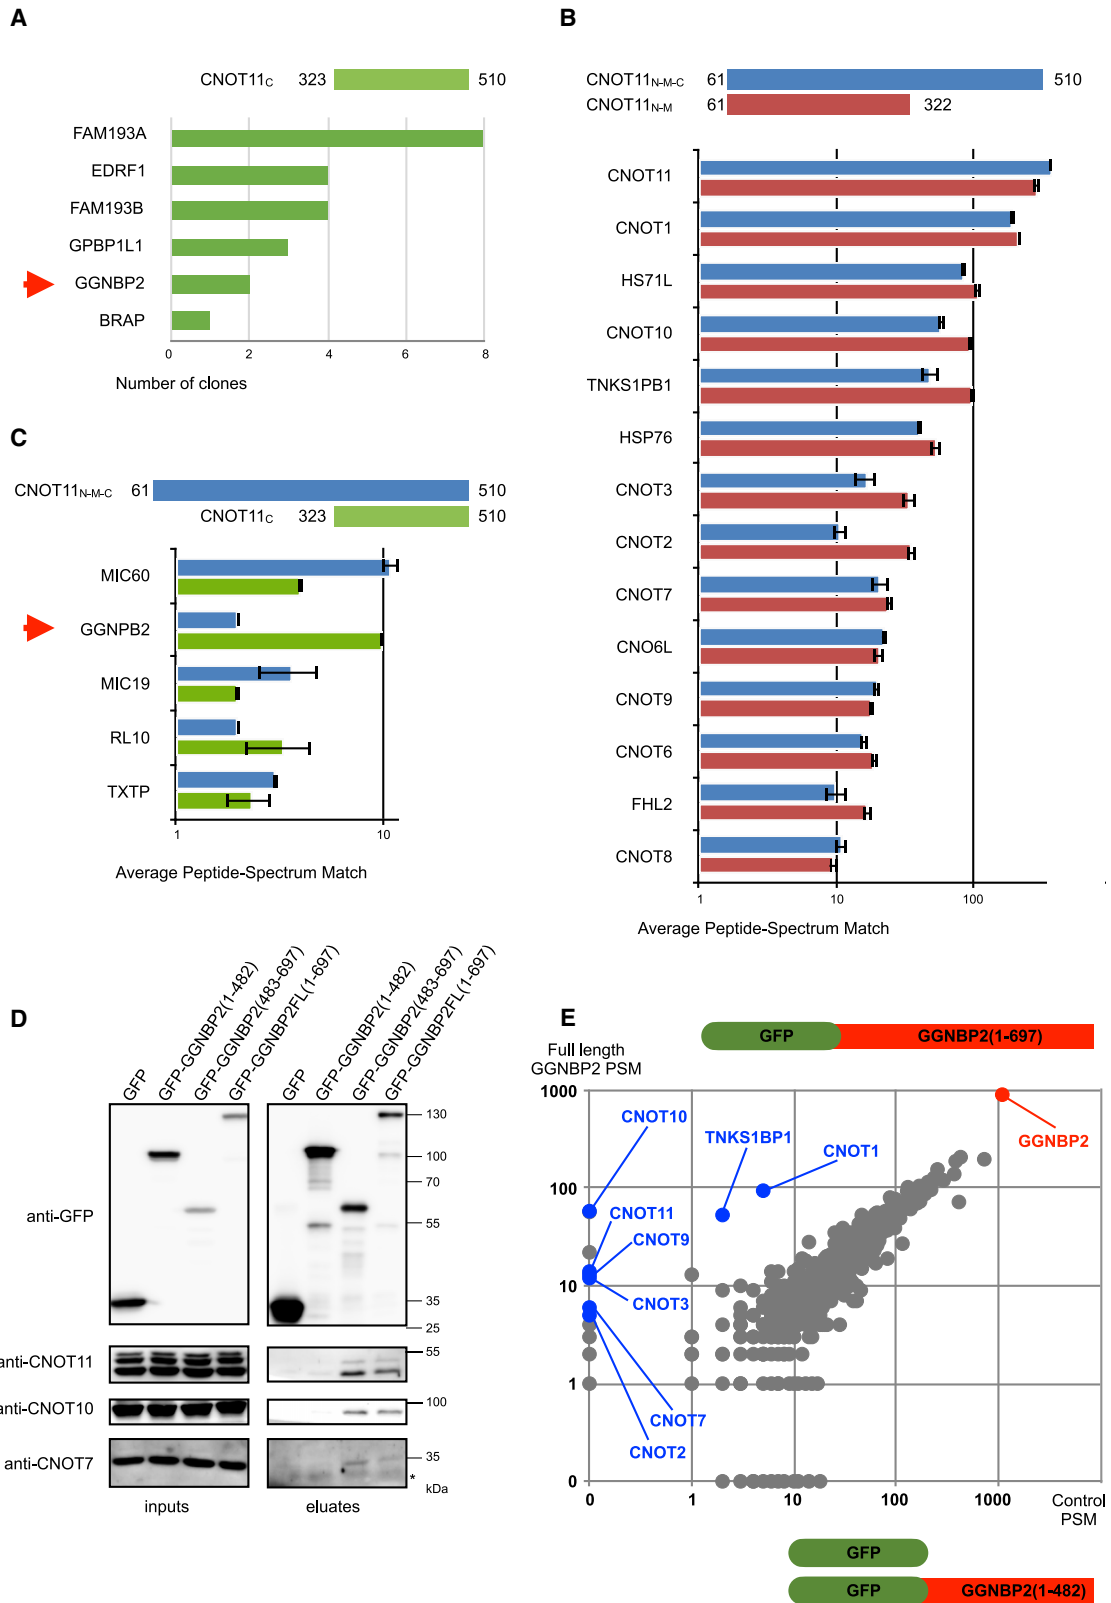 A
CNOT11C 323 510
FAM193A
EDRF1
FAM193B
GPBP1L1
GGNBP2
BRAP
0 2 4 6 8
Number of clones
B
CNOT11N-M-C 61 510
CNOT11N-M 61 322
CNOT11
CNOT1
HS71L
CNOT10
TNKS1PB1
HSP76
CNOT3
CNOT2
CNOT7
CNO6L
CNOT9
CNOT6
FHL2
CNOT8
1 10 100
Average Peptide-Spectrum Match
C
CNOT11N-M-C 61 510
CNOT11C 323 510
MIC60
GGNPB2
MIC19
RL10
TXTP
1 10
Average Peptide-Spectrum Match
D
GFP
GFP-GGNBP2(1-482)
GFP-GGNBP2(483-697)
GFP-GGNBP2FL(1-697)
GFP
GFP-GGNBP2(1-482)
GFP-GGNBP2(483-697)
GFP-GGNBP2FL(1-697)
anti-GFP
130
100
70
55
35
25
anti-CNOT11
55
anti-CNOT10
100
anti-CNOT7
35
*
kDa
inputs eluates
E
GFP GGNBP2(1-697)
Full length
GGNBP2 PSM
1000
100
10
1
0
CNOT10
TNKS1BP1
CNOT1
GGNBP2
CNOT11
CNOT9
CNOT3
CNOT7
CNOT2
0 1 10 100 1000
Control
PSM
GFP
GFP GGNBP2(1-482)